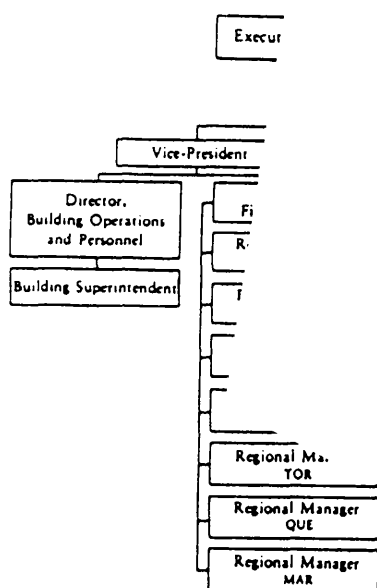 Execut
Vice-President
Director,
Building Operations
and Personnel
Building Superintendent
Fi
R
Regional Ma
TOR
Regional Manager
QUE
Regional Manager
MAR